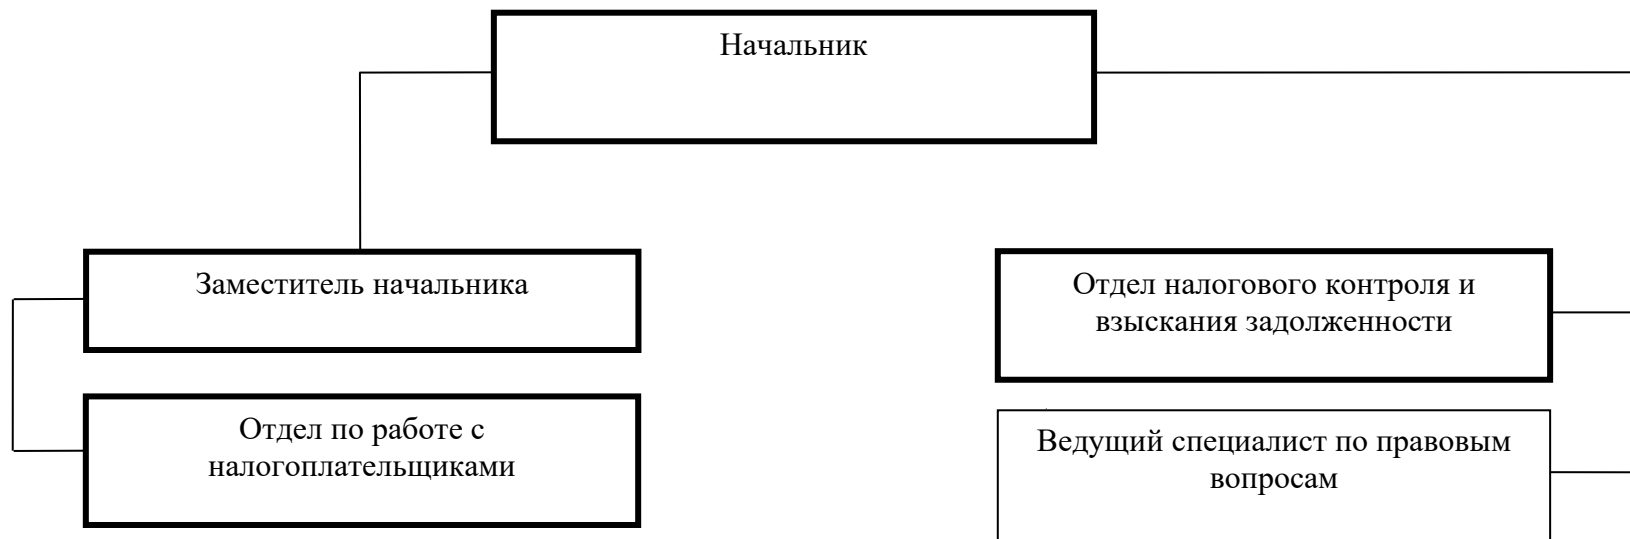 Начальник
Заместитель начальника
Отдел по работе с
налогоплательщиками
Отдел налогового контроля и
взыскания задолженности
Ведущий специалист по правовым
вопросам